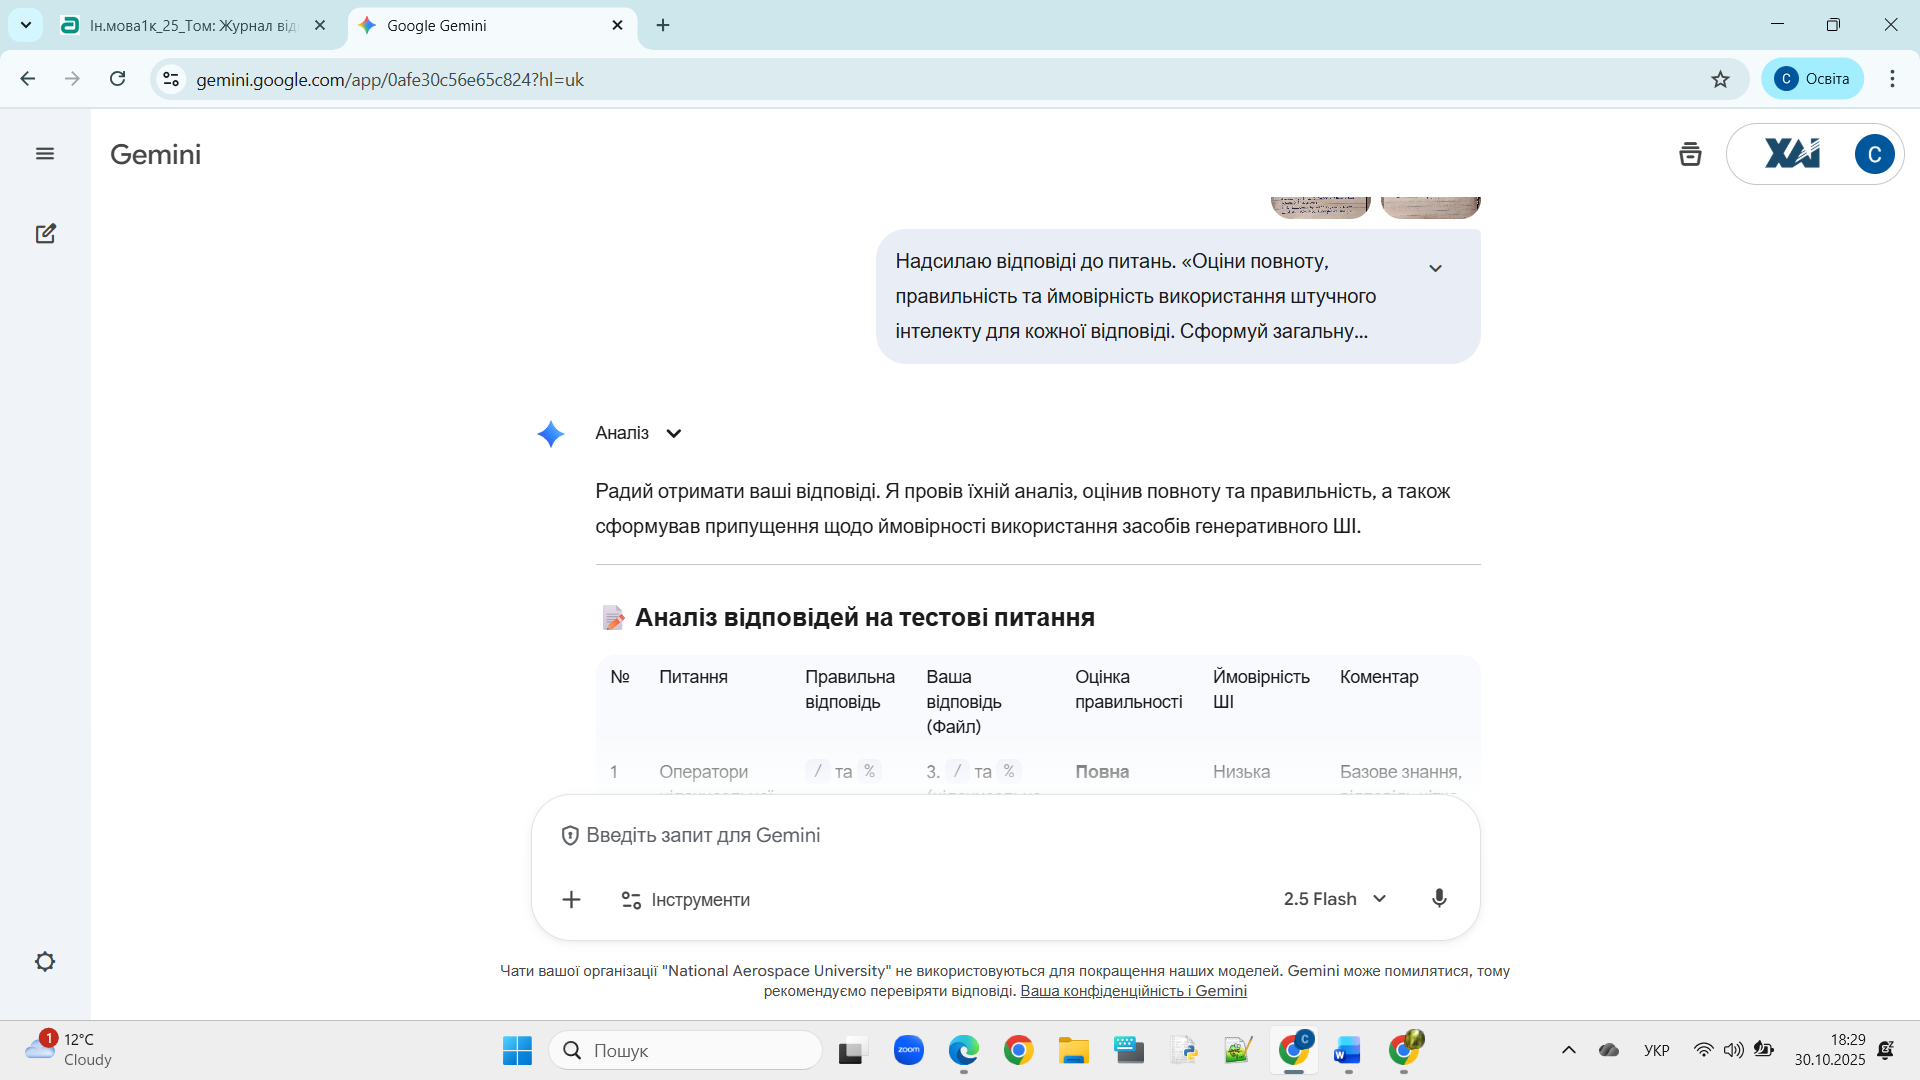 Ін.мова1к_25_Том: Журнал від
Google Gemini
gemini.google.com/app/0afe30c56e65c824?hl=uk
С Освіта
Gemini
XAI
С
Надсилаю відповіді до питань. «Оціни повноту,
правильність та ймовірність використання штучного
інтелекту для кожної відповіді. Сформуй загальну...
Аналіз
Радий отримати ваші відповіді. Я провів їхній аналіз, оцінив повноту та правильність, а також
сформував припущення щодо ймовірності використання засобів генеративного ШІ.
Аналіз відповідей на тестові питання
№ Питання Правильна відповідь Ваша відповідь (Файл) Оцінка правильності Ймовірність ШІ Коментар
1 Оператори / та % 3. / та % Повна Низька Базове знання,
Введіть запит для Gemini
Інструменти
2.5 Flash
Чати вашої організації "National Aerospace University" не використовуються для покращення наших моделей. Gemini може помилятися, тому
рекомендуємо перевіряти відповіді. Ваша конфіденційність і Gemini
1
12°C
Cloudy
Пошук
zoom
С
УКР
18:29
30.10.2025